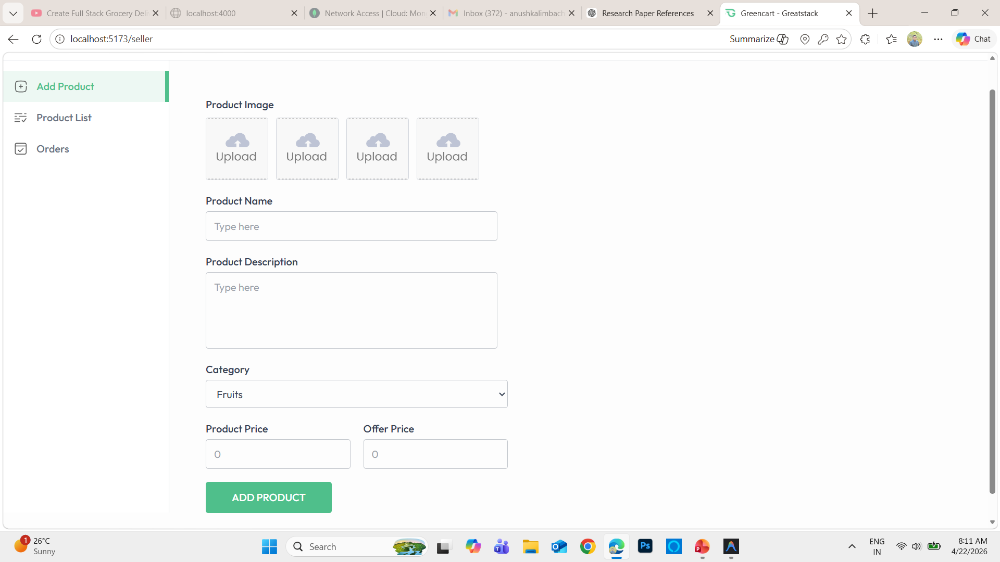 Create Full Stack Grocery Deli
localhost:4000
Network Access | Cloud: Mon
Inbox (372) - anushkalimbach
Research Paper References
Greencart - Greatstack
localhost:5173/seller
Summarize
Chat
Add Product
Product List
Orders
Product Image
Upload Upload Upload Upload
Product Name
Type here
Product Description
Type here
Category
Fruits
Product Price Offer Price
0 0
ADD PRODUCT
1
26°C
Sunny
Search
T
Ps
P
ENG
IN
8:11 AM
4/22/2026